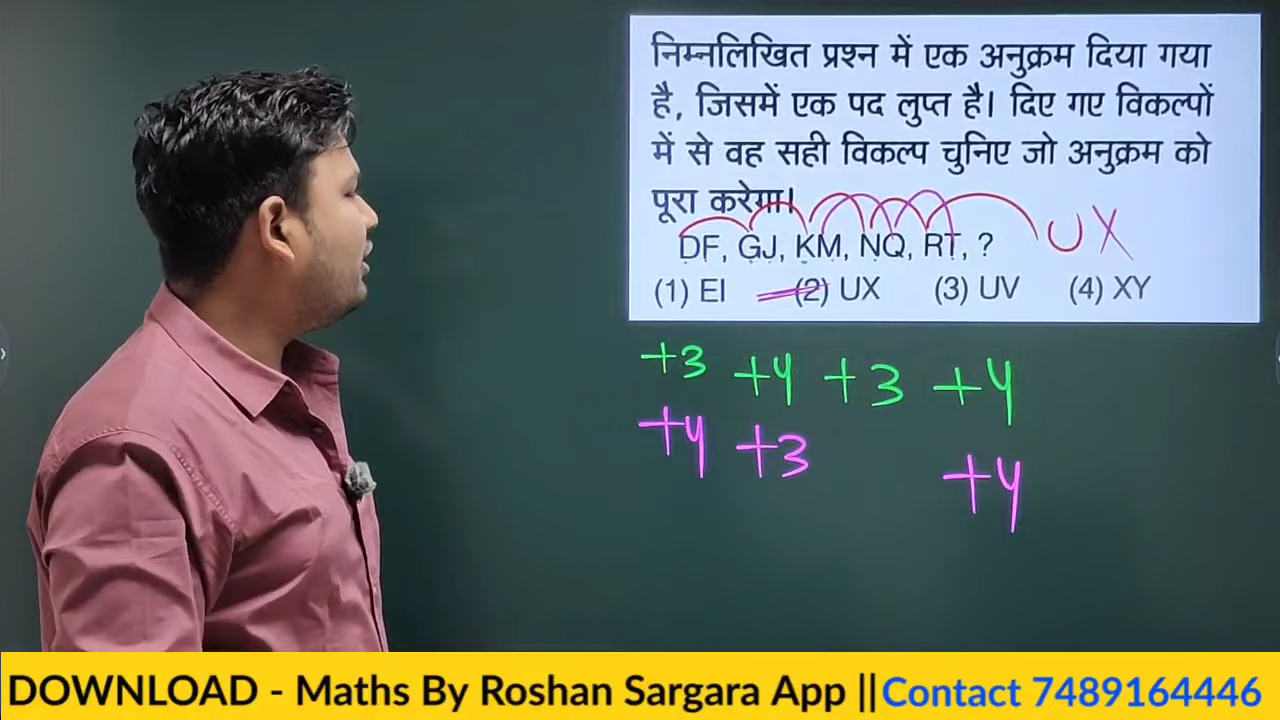 निम्नलिखित प्रश्न में एक अनुक्रम दिया गया
है, जिसमें एक पद लुप्त है। दिए गए विकल्पों
में से वह सही विकल्प चुनिए जो अनुक्रम को
पूरा करेगा।
DF, GJ, KM, NQ, RT, ? UX
(1) EI (2) UX (3) UV (4) XY
+3 +4 +3 +4
+4 +3 +4
DOWNLOAD - Maths By Roshan Sargara App || Contact 7489164446